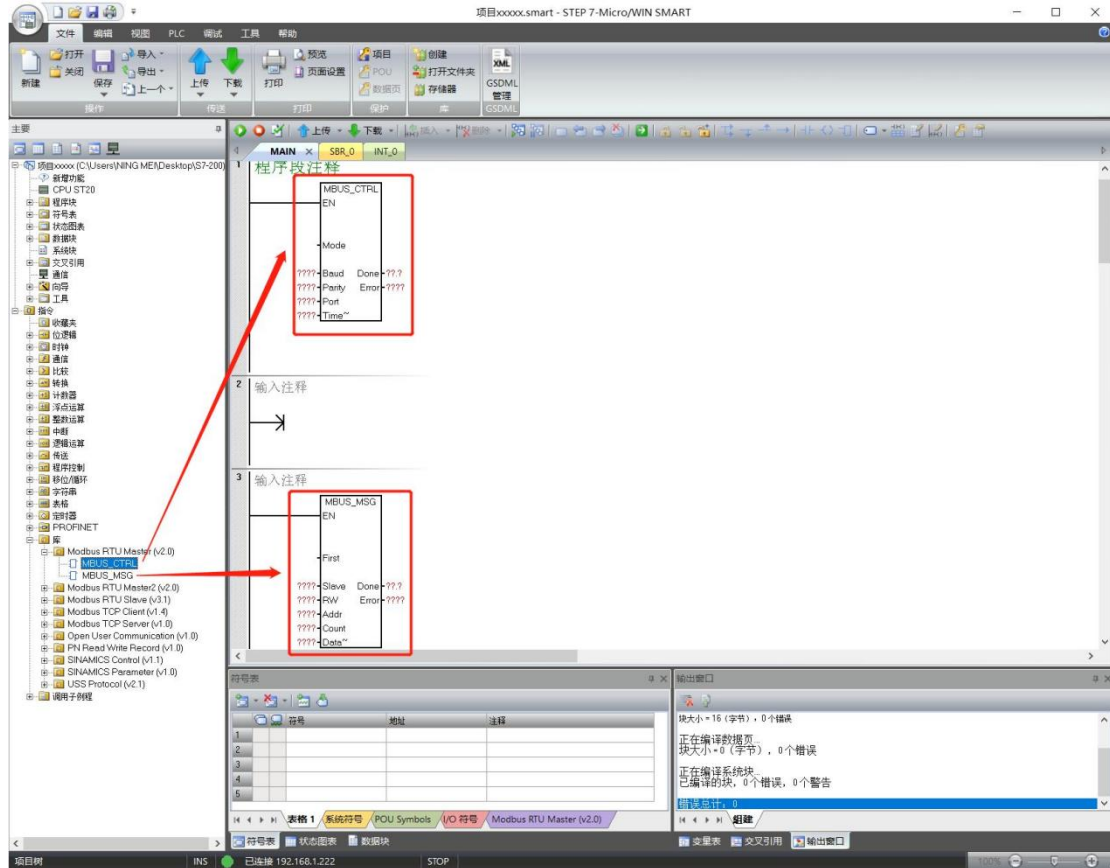 项目xxxxx.smart - STEP 7-Micro/WIN SMART
文件 编辑 视图 PLC 调试 工具 帮助
新建
打开
关闭
保存
导入
导出
上一个
操作
上传
下载
传送
打印
预览
页面设置
打印
项目
POU
数据页
保护
创建
打开文件夹
存储器
库
XML
GSDML
管理
GSDML
主要
项目xxxxx (C:\Users\NING MEI\Desktop\S7-200)
新增功能
CPU ST20
程序块
符号表
状态图表
数据块
系统块
交叉引用
通信
向导
工具
指令
收藏夹
位逻辑
时钟
通信
比较
转换
计数器
浮点运算
整数运算
中断
逻辑运算
传送
程序控制
移位/循环
字符串
表格
定时器
PROFINET
库
Modbus RTU Master (v2.0)
MBUS_CTRL
MBUS_MSG
Modbus RTU Master2 (v2.0)
Modbus RTU Slave (v3.1)
Modbus TCP Client (v1.4)
Modbus TCP Server (v1.0)
Open User Communication (v1.0)
PN Read Write Record (v1.0)
SINAMICS Control (v1.1)
SINAMICS Parameter (v1.0)
USS Protocol (v2.1)
调用子例程
上传 下载 插入 删除
MAIN SBR_0 INT_0
1 程序段注释
MBUS_CTRL
EN
Mode
???? Baud Done ??.?
???? Parity Error ????
???? Port
???? Time~
2 输入注释
3 输入注释
MBUS_MSG
EN
First
???? Slave Done ??.?
???? RW Error ????
???? Addr
???? Count
???? Data~
符号表
符号 地址 注释
1
2
3
4
5
表格 1 系统符号 POU Symbols I/O 符号 Modbus RTU Master (v2.0)
符号表 状态图表 数据块
输出窗口
块大小 = 16 (字节)，0个错误
正在编译数据页...
块大小 = 0 (字节)，0个错误
正在编译系统块...
已编译的块，0个错误，0个警告
错误总计：0
组建
变量表 交叉引用 输出窗口
项目树 INS 已连接 192.168.1.222 STOP 100%